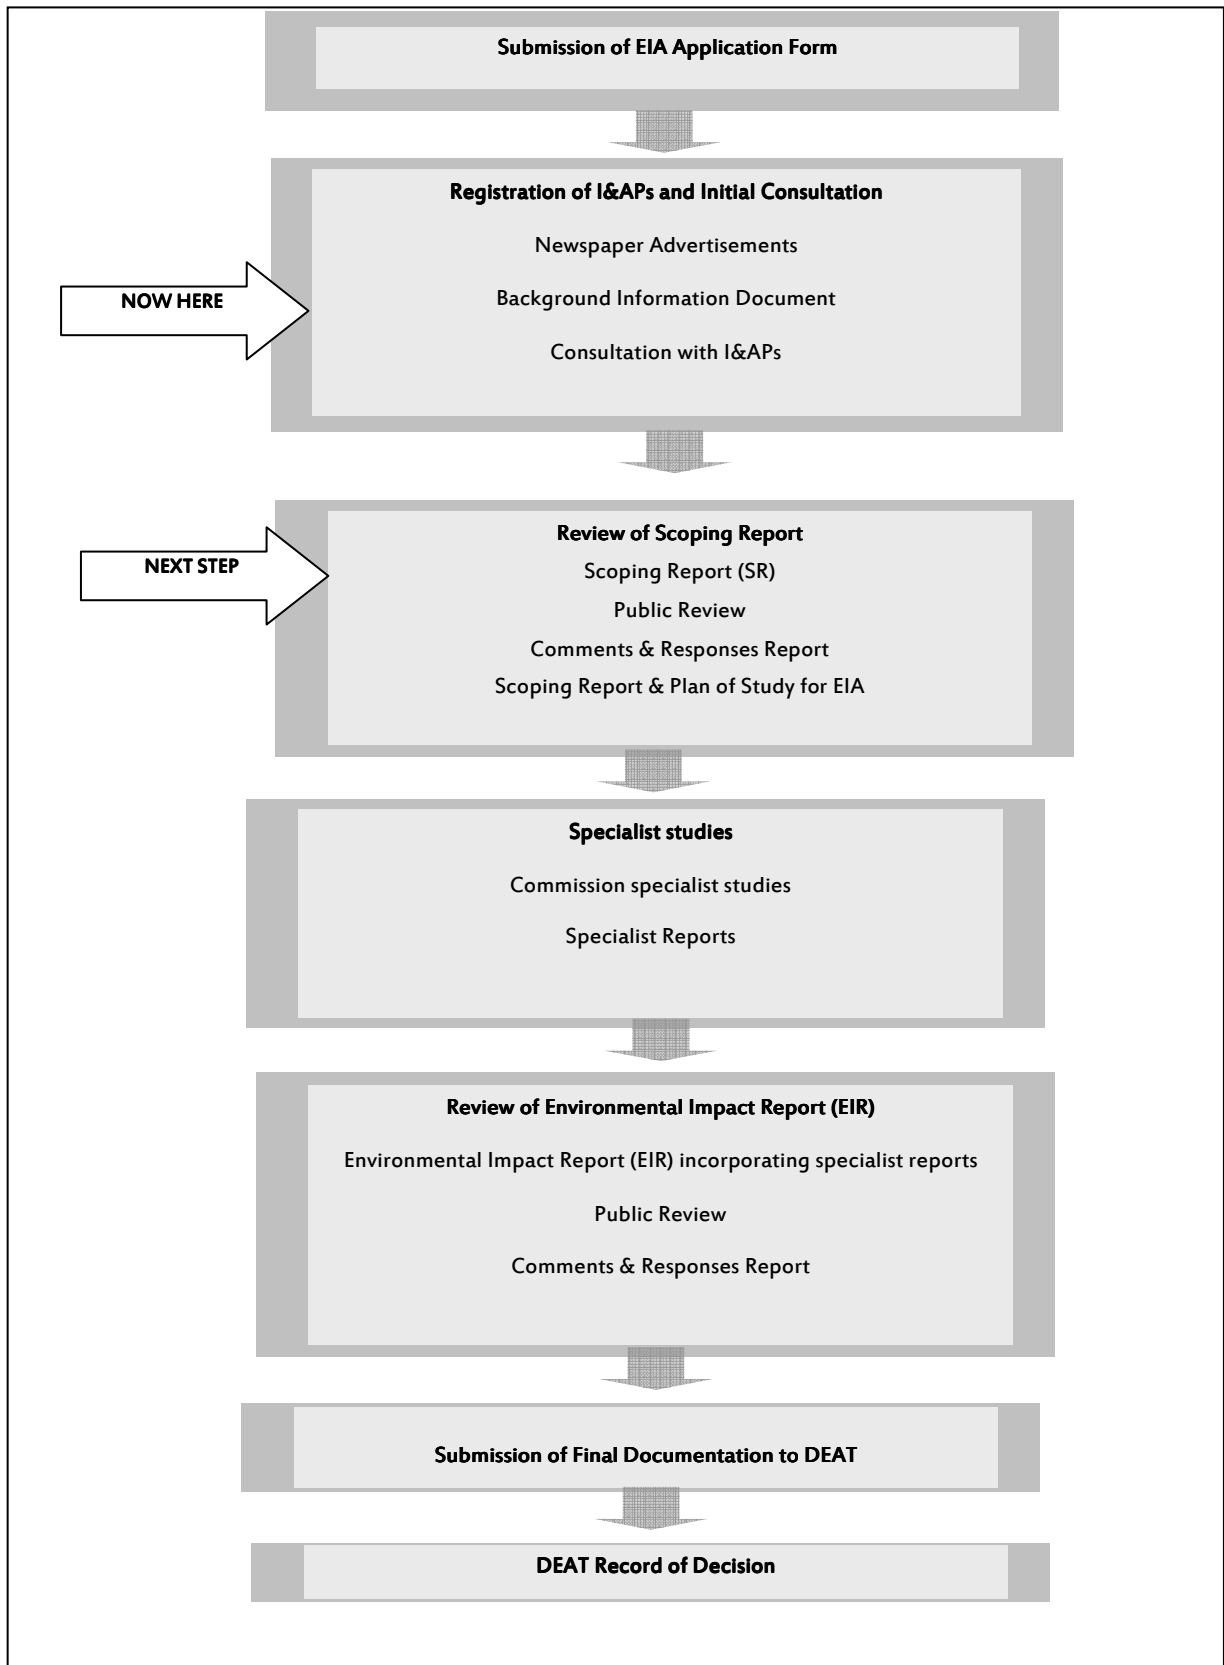 Submission of EIA Application Form
Registration of I&APs and Initial Consultation
Newspaper Advertisements
NOW HERE
Background Information Document
Consultation with I&APs
Review of Scoping Report
NEXT STEP
Scoping Report (SR)
Public Review
Comments & Responses Report
Scoping Report & Plan of Study for EIA
Specialist studies
Commission specialist studies
Specialist Reports
Review of Environmental Impact Report (EIR)
Environmental Impact Report (EIR) incorporating specialist reports
Public Review
Comments & Responses Report
Submission of Final Documentation to DEAT
DEAT Record of Decision